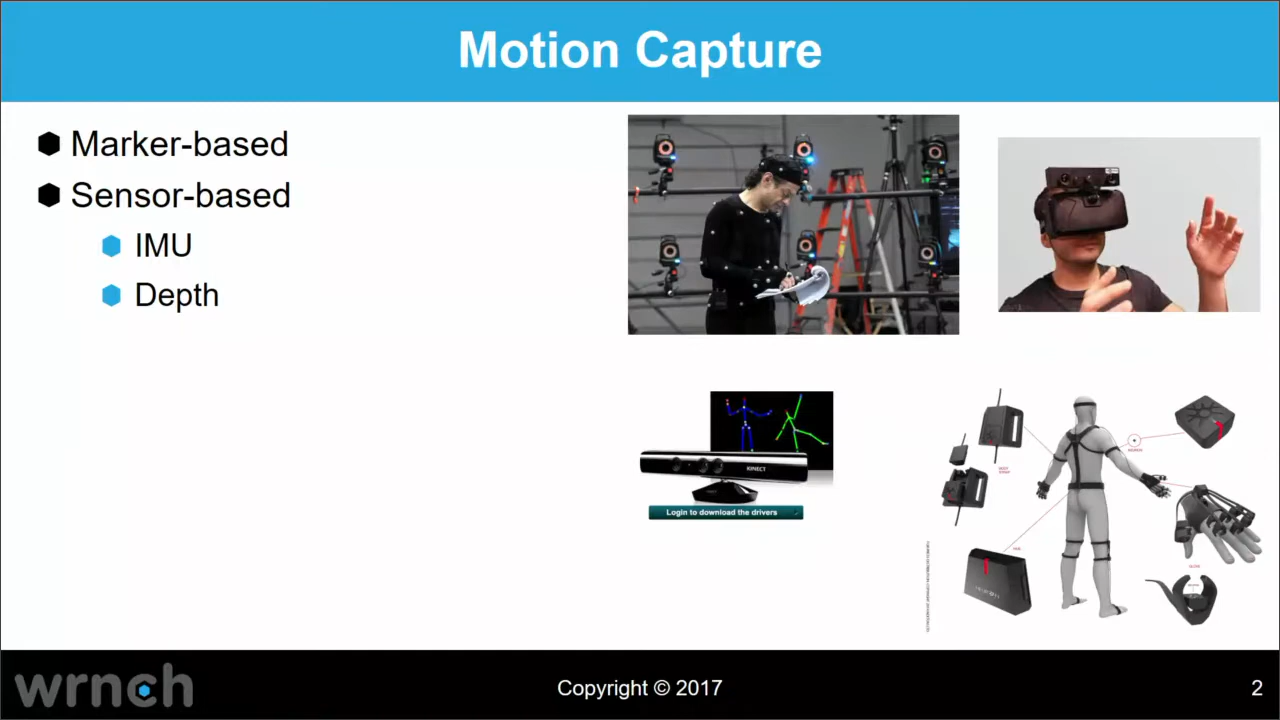 Motion Capture
Marker-based
Sensor-based
IMU
Depth
KINECT
Login to download the drivers
wrnch
Copyright © 2017
2